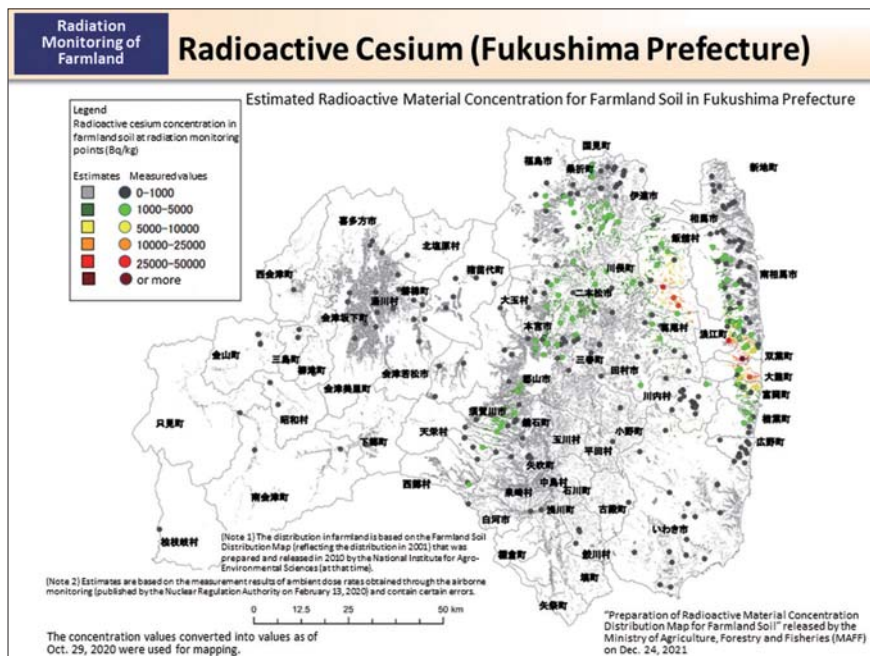 Radiation
Monitoring of
Farmland
Radioactive Cesium (Fukushima Prefecture)
Estimated Radioactive Material Concentration for Farmland Soil in Fukushima Prefecture
Legend
Radioactive cesium concentration in
farmland soil at radiation monitoring
points (Bq/kg)
Estimates Measured values
0-1000
1000-5000
5000-10000
10000-25000
25000-50000
or more
国見町
福島市
桑折町
新地町
伊達市
相馬市
喜多方市
飯舘村
北塩原村
川俣町
西会津町
猪苗代町
南相馬市
磐梯町
二本松市
湯川村
大玉村
会津坂下町
本宮市
葛尾村
浪江町
金山町
三島町
三春町
双葉町
柳津町
会津若松市
田村市
大熊町
会津美里町
郡山市
富岡町
川内村
只見町
昭和村
須賀川市
楢葉町
天栄村
鏡石町
小野町
下郷町
玉川村
広野町
平田村
矢吹町
西郷村
中島村
南会津町
泉崎村
石川町
白河市
浅川町
古殿町
いわき市
檜枝岐村
棚倉町
鮫川村
塙町
矢祭町
(Note 1) The distribution in farmland is based on the Farmland Soil
Distribution Map (reflecting the distribution in 2001) that was
prepared and released in 2010 by the National Institute for Agro-
Environmental Sciences (at that time).
(Note 2) Estimates are based on the measurement results of ambient dose rates obtained through the airborne
monitoring (published by the Nuclear Regulation Authority on February 13, 2020) and contain certain errors.
0 12.5 25 50 km
The concentration values converted into values as of
Oct. 29, 2020 were used for mapping.
"Preparation of Radioactive Material Concentration
Distribution Map for Farmland Soil" released by the
Ministry of Agriculture, Forestry and Fisheries (MAFF)
on Dec. 24, 2021